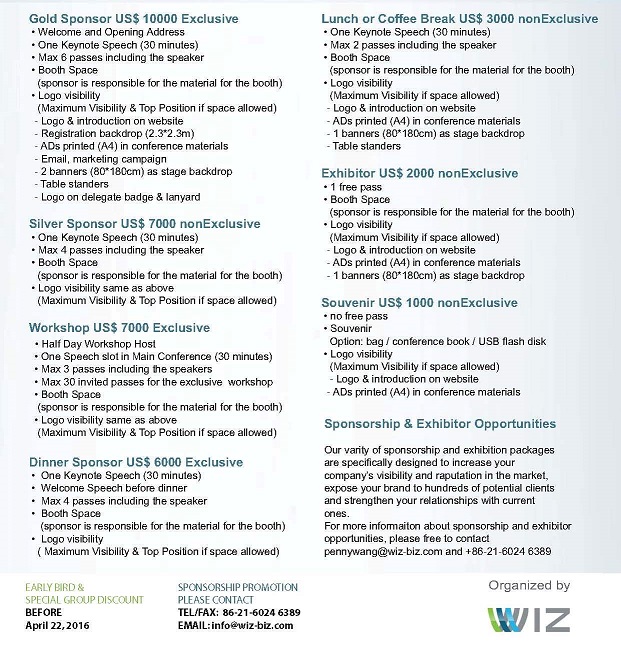 Gold Sponsor US$ 10000 Exclusive
• Welcome and Opening Address
• One Keynote Speech (30 minutes)
• Max 6 passes including the speaker
• Booth Space
(sponsor is responsible for the material for the booth)
• Logo visibility
(Maximum Visibility & Top Position if space allowed)
- Logo & introduction on website
- Registration backdrop (2.3*2.3m)
- ADs printed (A4) in conference materials
- Email, marketing campaign
- 2 banners (80*180cm) as stage backdrop
- Table standers
- Logo on delegate badge & lanyard
Silver Sponsor US$ 7000 nonExclusive
• One Keynote Speech (30 minutes)
• Max 4 passes including the speaker
• Booth Space
(sponsor is responsible for the material for the booth)
• Logo visibility same as above
(Maximum Visibility & Top Position if space allowed)
Workshop US$ 7000 Exclusive
• Half Day Workshop Host
• One Speech slot in Main Conference (30 minutes)
• Max 3 passes including the speakers
• Max 30 invited passes for the exclusive workshop
• Booth Space
(sponsor is responsible for the material for the booth)
• Logo visibility same as above
(Maximum Visibility & Top Position if space allowed)
Dinner Sponsor US$ 6000 Exclusive
• One Keynote Speech (30 minutes)
• Welcome Speech before dinner
• Max 4 passes including the speaker
• Booth Space
(sponsor is responsible for the material for the booth)
• Logo visibility
( Maximum Visibility & Top Position if space allowed)
Lunch or Coffee Break US$ 3000 nonExclusive
• One Keynote Speech (30 minutes)
• Max 2 passes including the speaker
• Booth Space
(sponsor is responsible for the material for the booth)
• Logo visibility
(Maximum Visibility if space allowed)
- Logo & introduction on website
- ADs printed (A4) in conference materials
- 1 banners (80*180cm) as stage backdrop
- Table standers
Exhibitor US$ 2000 nonExclusive
• 1 free pass
• Booth Space
(sponsor is responsible for the material for the booth)
• Logo visibility
(Maximum Visibility if space allowed)
- Logo & introduction on website
- ADs printed (A4) in conference materials
- 1 banners (80*180cm) as stage backdrop
Souvenir US$ 1000 nonExclusive
• no free pass
• Souvenir
Option: bag / conference book / USB flash disk
• Logo visibility
(Maximum Visibility if space allowed)
- Logo & introduction on website
- ADs printed (A4) in conference materials
Sponsorship & Exhibitor Opportunities
Our varity of sponsorship and exhibition packages
are specifically designed to increase your
company's visibility and raputation in the market,
expose your brand to hundreds of potential clients
and strengthen your relationships with current
ones.
For more informaiton about sponsorship and exhibitor
opportunities, please free to contact
pennywang@wiz-biz.com and +86-21-6024 6389
EARLY BIRD &
SPECIAL GROUP DISCOUNT
BEFORE
April 22, 2016
SPONSORSHIP PROMOTION
PLEASE CONTACT
TEL/FAX: 86-21-6024 6389
EMAIL: info@wiz-biz.com
Organized by
WIZ